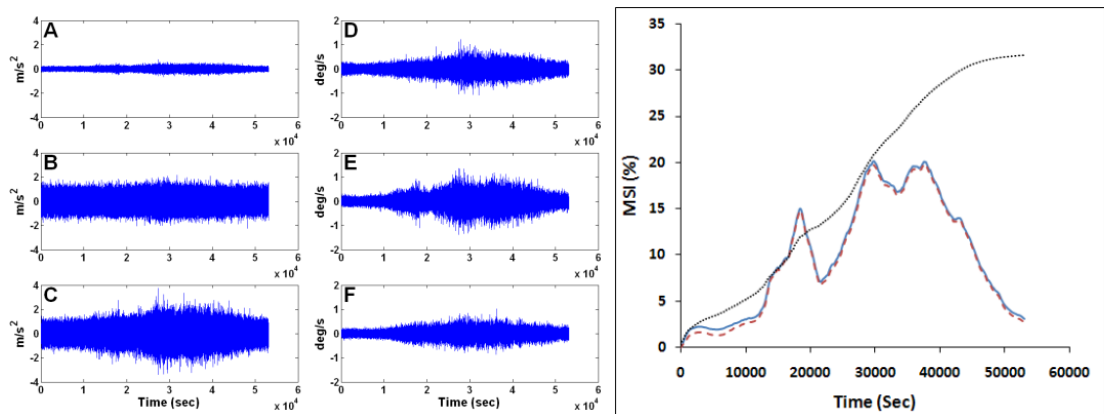 A
m/s²
4
2
0
-2
-4
0 1 2 3 4 5 6
x 10⁴
B
m/s²
4
2
0
-2
-4
0 1 2 3 4 5 6
x 10⁴
C
m/s²
4
2
0
-2
-4
0 1 2 3 4 5 6
Time (Sec) x 10⁴
D
deg/s
2
1
0
-1
-2
0 1 2 3 4 5 6
x 10⁴
E
deg/s
2
1
0
-1
-2
0 1 2 3 4 5 6
x 10⁴
F
deg/s
2
1
0
-1
-2
0 1 2 3 4 5 6
Time (Sec) x 10⁴
MSI (%)
35
30
25
20
15
10
5
0
0 10000 20000 30000 40000 50000 60000
Time (Sec)